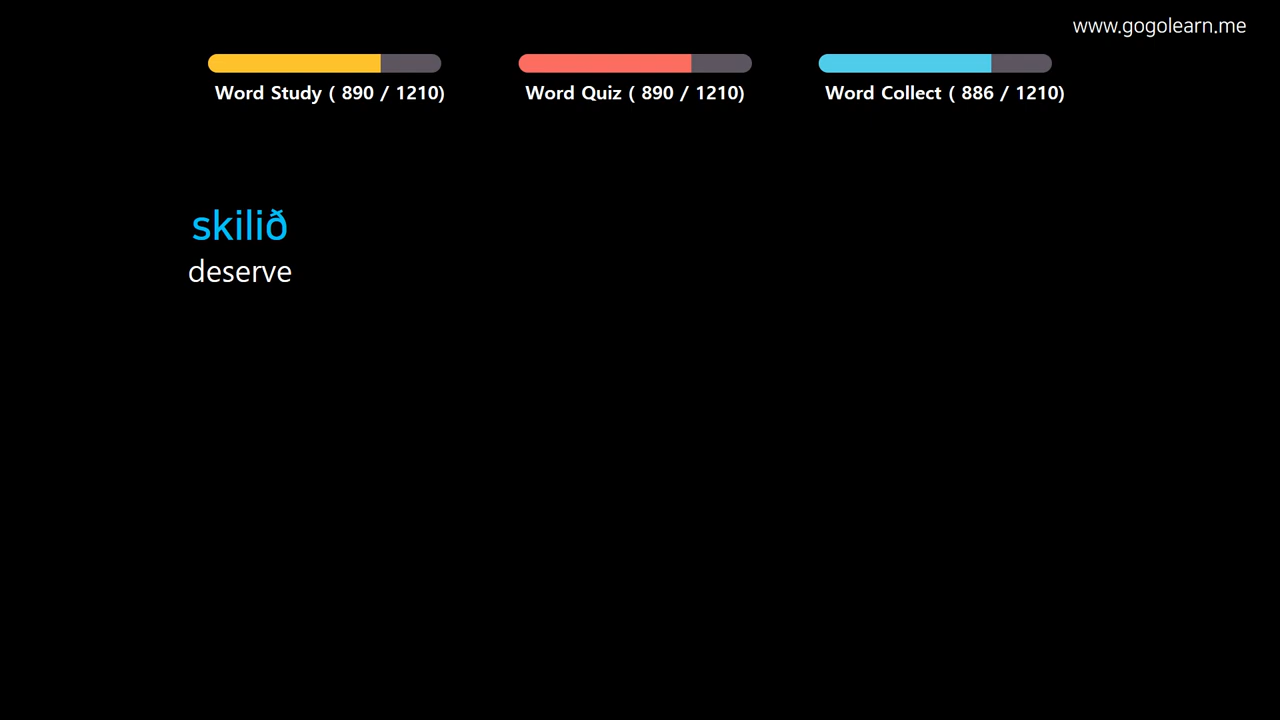 www.gogolearn.me
Word Study ( 890 / 1210)
Word Quiz ( 890 / 1210)
Word Collect ( 886 / 1210)
skilið
deserve